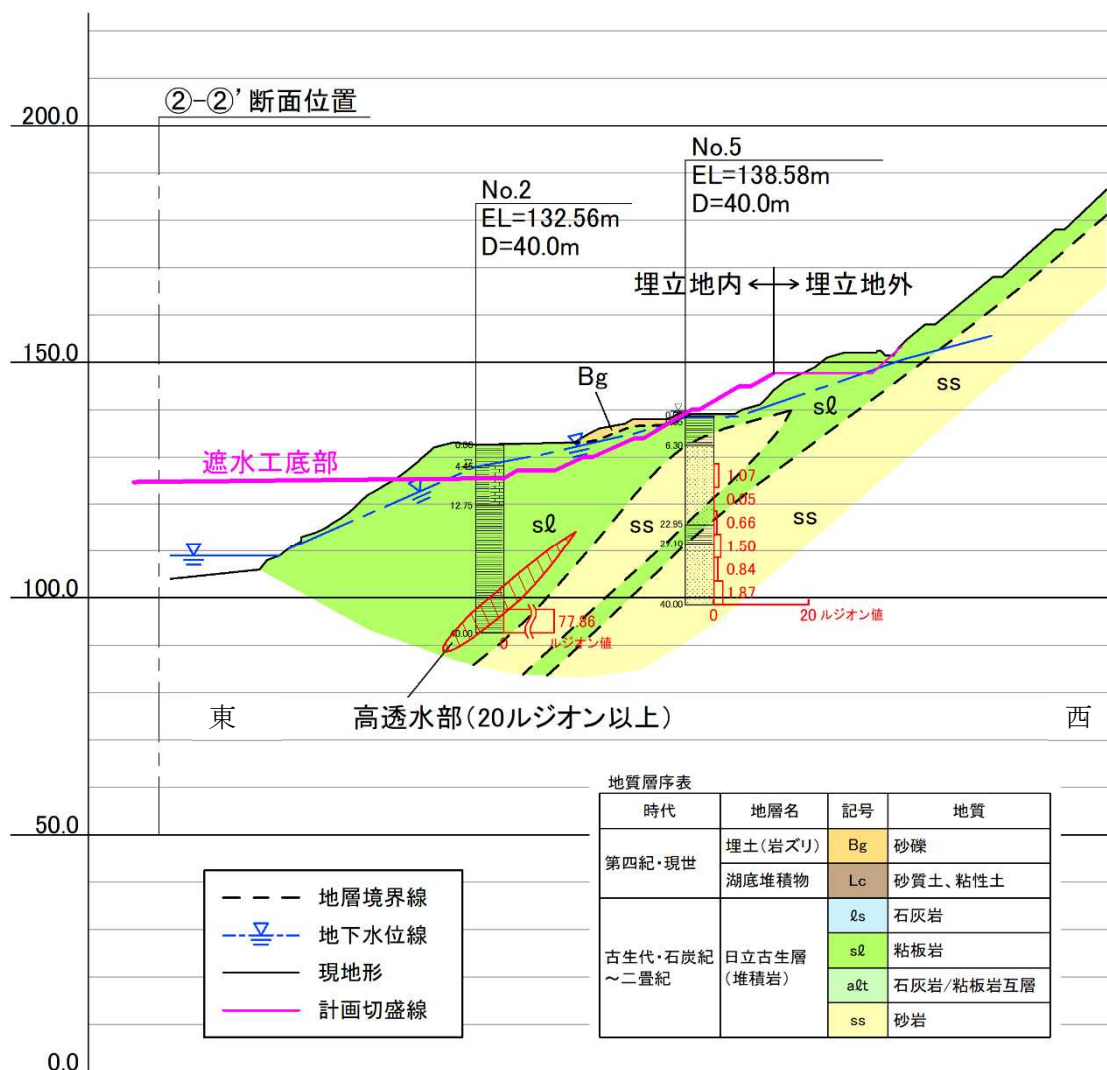 200.0
②-②’断面位置
No.5
EL=138.58m
D=40.0m
No.2
EL=132.56m
D=40.0m
埋立地内
埋立地外
150.0
Bg
sℓ
ss
0.00
4.45
12.75
遮水工底部
6.30
22.95
27.10
40.00
1.07
0.05
0.66
1.50
0.84
1.87
sℓ
ss
ss
100.0
0
20 ルジオン値
40.00
77.86
0
ルジオン値
高透水部(20ルジオン以上)
東
西
50.0
地質層序表
時代 地層名 記号 地質
第四紀・現世 埋土(岩ズリ) Bg 砂礫
湖底堆積物 Lc 砂質土、粘性土
古生代・石炭紀
～二畳紀
日立古生層
(堆積岩)
ℓs 石灰岩
sℓ 粘板岩
aℓt 石灰岩/粘板岩互層
ss 砂岩
地層境界線
地下水位線
現地形
計画切盛線
0.0